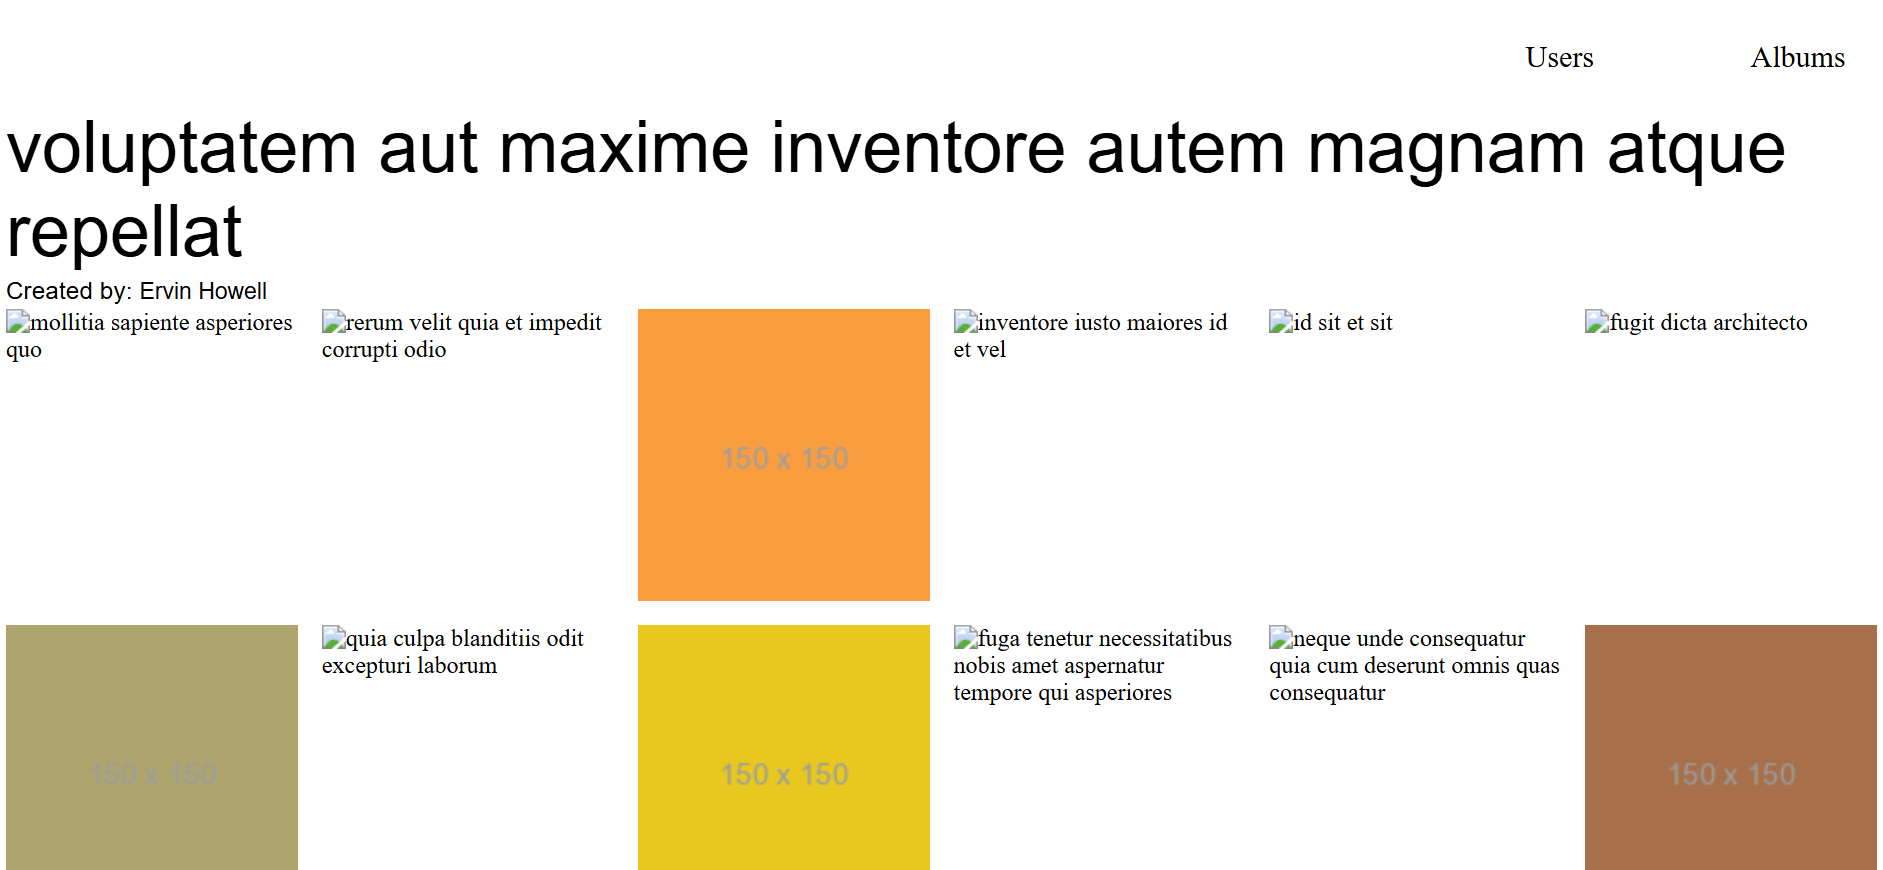 Users Albums
voluptatem aut maxime inventore autem magnam atque
repellat
Created by: Ervin Howell
mollitia sapiente asperiores
quo
rerum velit quia et impedit
corrupti odio
150 x 150
inventore iusto maiores id
et vel
id sit et sit
fugit dicta architecto
150 x 150
quia culpa blanditiis odit
excepturi laborum
150 x 150
fuga tenetur necessitatibus
nobis amet aspernatur
tempore qui asperiores
neque unde consequatur
quia cum deserunt omnis quas
consequatur
150 x 150